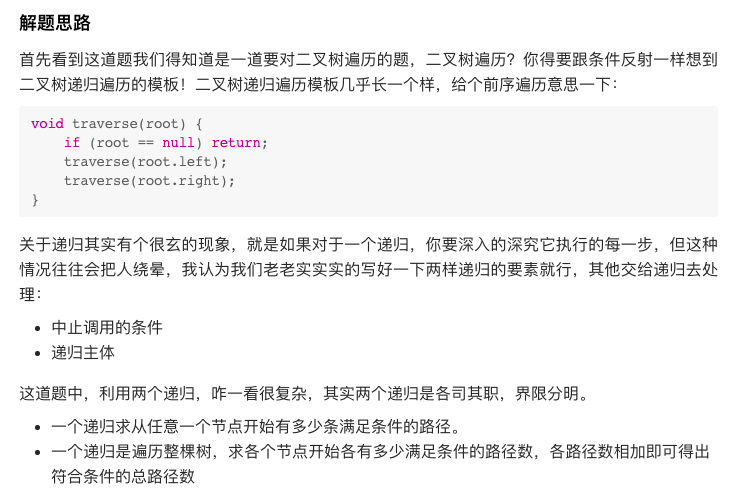 解题思路
首先看到这道题我们得知道是一道要对二叉树遍历的题，二叉树遍历？你得要跟条件反射一样想到
二叉树递归遍历的模板！二叉树递归遍历模板几乎长一个样，给个前序遍历意思一下：
void traverse(root) {
    if (root == null) return;
    traverse(root.left);
    traverse(root.right);
}
关于递归其实有个很玄的现象，就是如果对于一个递归，你要深入的深究它执行的每一步，但这种
情况往往会把人绕晕，我认为我们老老实实实的写好一下两样递归的要素就行，其他交给递归去处
理：
• 中止调用的条件
• 递归主体
这道题中，利用两个递归，咋一看很复杂，其实两个递归是各司其职，界限分明。
• 一个递归求从任意一个节点开始有多少条满足条件的路径。
• 一个递归是遍历整棵树，求各个节点开始各有多少满足条件的路径数，各路径数相加即可得出
符合条件的总路径数